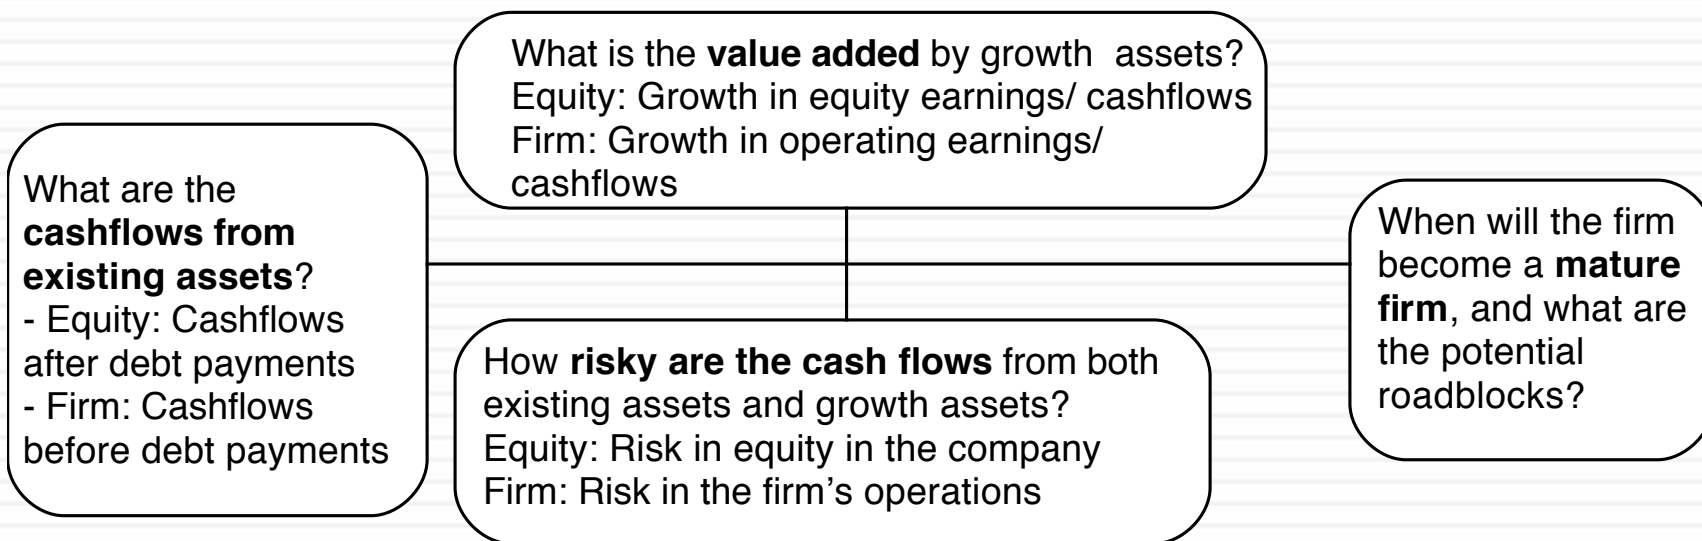 What is the value added by growth assets?
Equity: Growth in equity earnings/ cashflows
Firm: Growth in operating earnings/
cashflows
What are the
cashflows from
existing assets?
- Equity: Cashflows
after debt payments
- Firm: Cashflows
before debt payments
How risky are the cash flows from both
existing assets and growth assets?
Equity: Risk in equity in the company
Firm: Risk in the firm’s operations
When will the firm
become a mature
firm, and what are
the potential
roadblocks?